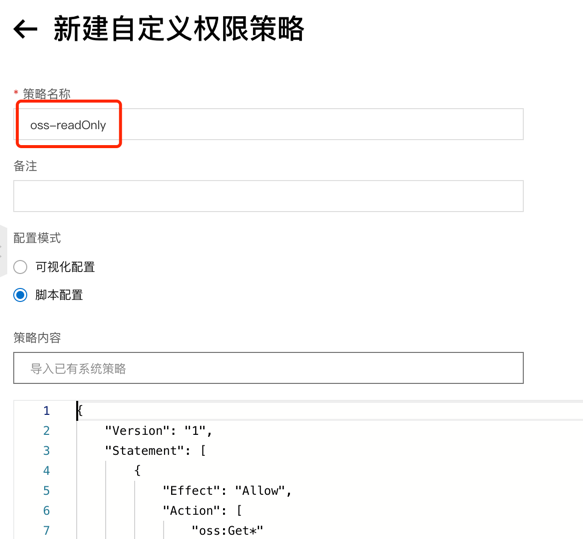 ← 新建自定义权限策略
* 策略名称
oss-readOnly
备注
配置模式
可视化配置
脚本配置
策略内容
导入已有系统策略
1 {
2 "Version": "1",
3 "Statement": [
4 {
5 "Effect": "Allow",
6 "Action": [
7 "oss:Get*"